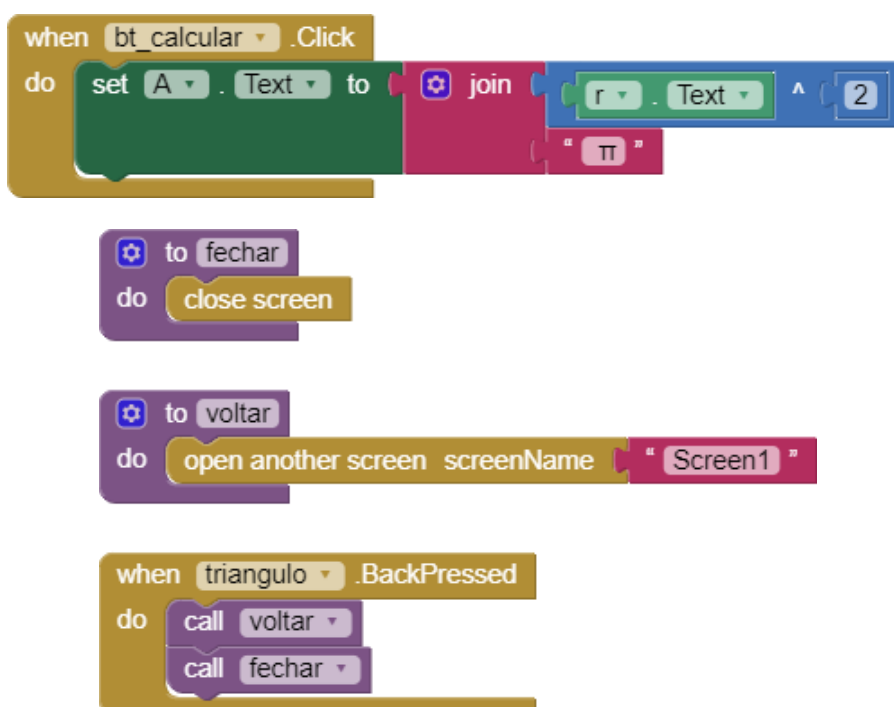 when bt_calcular .Click
do set A . Text to join r . Text ^ 2
" π "
to fechar
do close screen
to voltar
do open another screen screenName " Screen1 "
when triangulo .BackPressed
do call voltar
call fechar